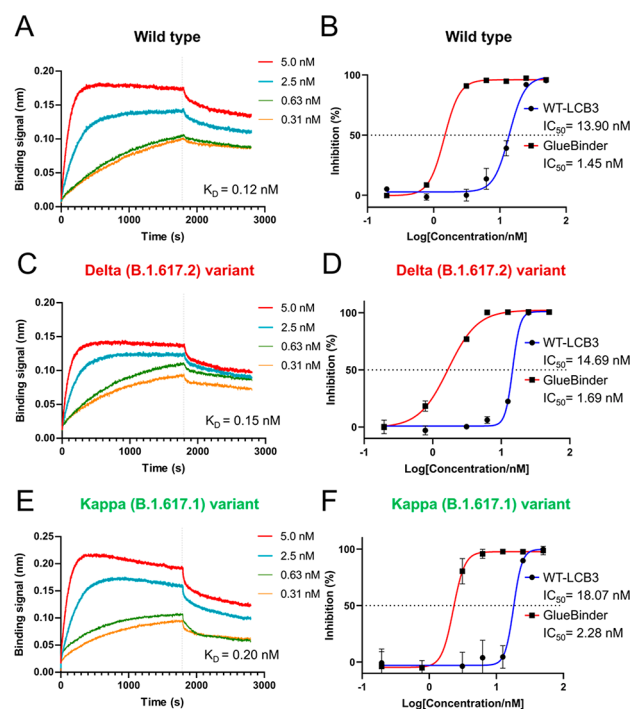 A
Wild type
Binding signal (nm)
0.20
0.15
0.10
0.05
0.00
0
1000
2000
3000
Time (s)
5.0 nM
2.5 nM
0.63 nM
0.31 nM
K_D = 0.12 nM
B
Wild type
Inhibition (%)
100
50
0
-1
0
1
2
Log[Concentration/nM]
WT-LCB3
IC50= 13.90 nM
GlueBinder
IC50= 1.45 nM
C
Delta (B.1.617.2) variant
Binding signal (nm)
0.20
0.15
0.10
0.05
0.00
0
1000
2000
3000
Time (s)
5.0 nM
2.5 nM
0.63 nM
0.31 nM
K_D = 0.15 nM
D
Delta (B.1.617.2) variant
Inhibition (%)
100
50
0
-1
0
1
2
Log[Concentration/nM]
WT-LCB3
IC50= 14.69 nM
GlueBinder
IC50= 1.69 nM
E
Kappa (B.1.617.1) variant
Binding signal (nm)
0.25
0.20
0.15
0.10
0.05
0.00
0
1000
2000
3000
Time (s)
5.0 nM
2.5 nM
0.63 nM
0.31 nM
K_D = 0.20 nM
F
Kappa (B.1.617.1) variant
Inhibition (%)
100
50
0
-1
0
1
2
Log[Concentration/nM]
WT-LCB3
IC50= 18.07 nM
GlueBinder
IC50= 2.28 nM